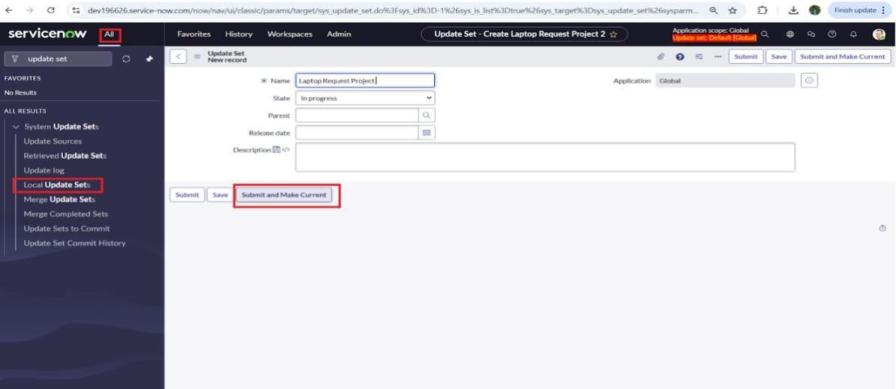 dev196626.service-now.com/now/nav/ui/classic/params/target/sys_update_set.do%3Fsys_id%3D-1%26sys_is_list%3Dtrue%26sys_target%3Dsys_update_set%26sysparm...
Finish update
servicenow All Favorites History Workspaces Admin Update Set - Create Laptop Request Project 2 Application scope: Global
Update set: Default [Global]
update set
Update Set
New record
Submit Save Submit and Make Current
FAVORITES
No Results
ALL RESULTS
System Update Sets
Update Sources
Retrieved Update Sets
Update log
Local Update Sets
Merge Update Sets
Merge Completed Sets
Update Sets to Commit
Update Set Commit History
Name Laptop Request Project
Application Global
State In progress
Parent
Release date
Description
Submit Save Submit and Make Current